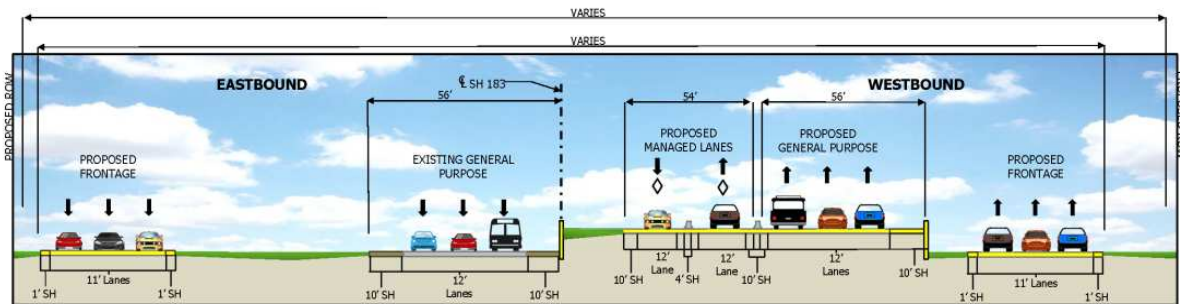 VARIES
VARIES
PROPOSED ROW
EASTBOUND
℄ SH 183
WESTBOUND
56'
54'
56'
PROPOSED
FRONTAGE
EXISTING GENERAL
PURPOSE
PROPOSED
MANAGED LANES
PROPOSED
GENERAL PURPOSE
PROPOSED
FRONTAGE
1' SH
11' Lanes
1' SH
10' SH
12'
Lanes
10' SH
10' SH
12'
Lane
4' SH
12'
Lane
10' SH
12'
Lanes
10' SH
1' SH
11' Lanes
1' SH